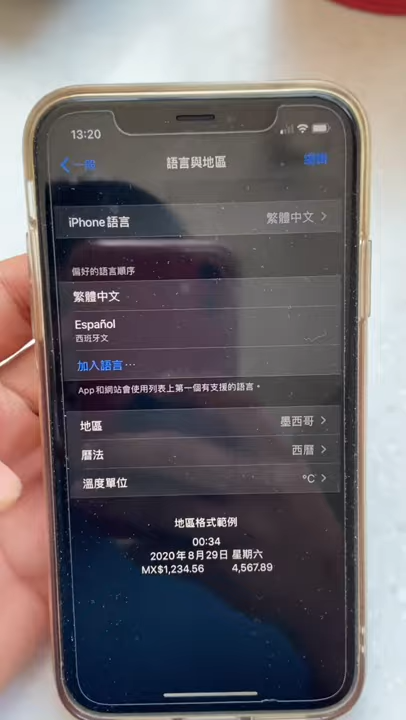 13:20
一般
語言與地區
編輯
iPhone 語言
繁體中文
偏好的語言順序
繁體中文
Español
西班牙文
加入語言⋯
App 和網站會使用列表上第一個有支援的語言。
地區
墨西哥
曆法
西曆
溫度單位
°C
地區格式範例
00:34
2020年8月29日 星期六
MX$1,234.56 4,567.89